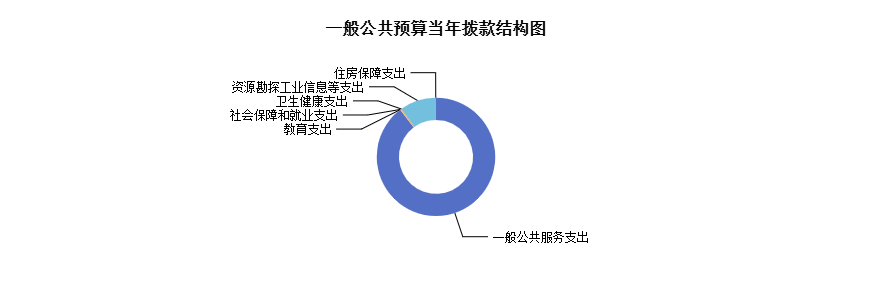 一般公共预算当年拨款结构图
住房保障支出
资源勘探工业信息等支出
卫生健康支出
社会保障和就业支出
教育支出
一般公共服务支出